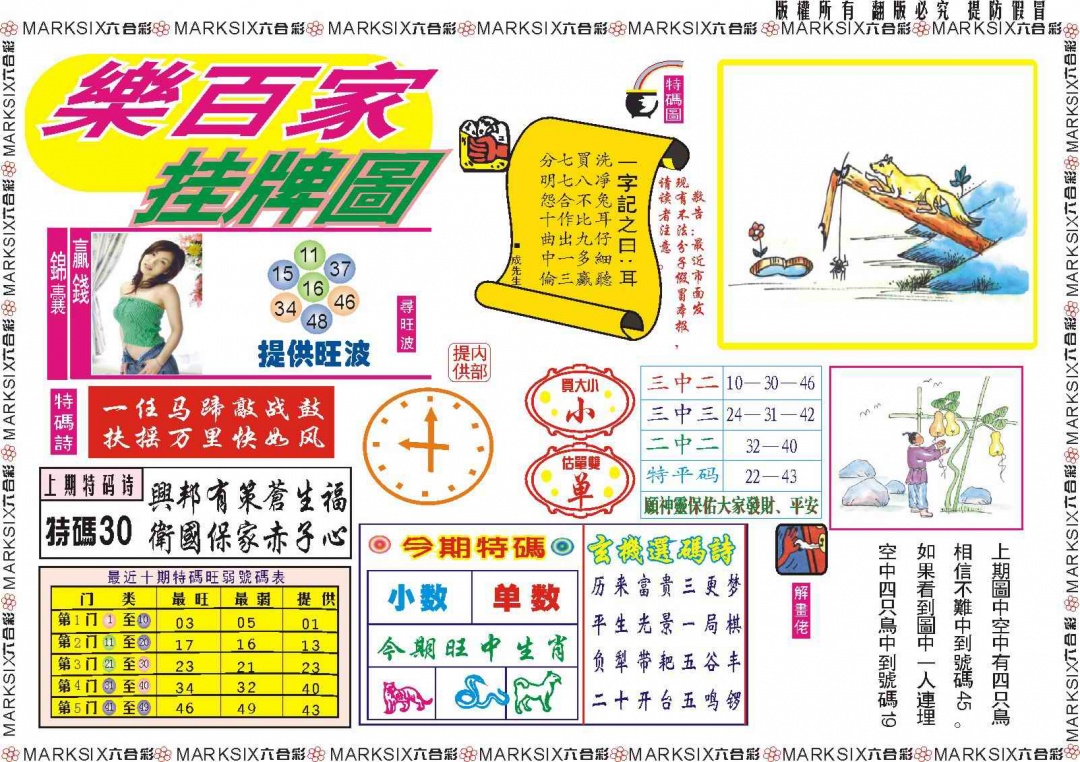 版權所有 翻版必究 提防假冒
MARKSIX六合彩 MARKSIX六合彩 MARKSIX六合彩 MARKSIX六合彩 MARKSIX六合彩 MARKSIX六合彩 MARKSIX六合彩
樂百家
挂牌圖
贏錢
錦囊
11
15
37
16
34
46
48
提供旺波
尋旺波
特碼圖
一字記之曰：耳
洗凈兔耳仔細聽
買八不比九多贏
七七合作出一三
分明怨十曲中倫
成先生
敬告：最近市面发
现有不法分子假冒本报，
请读者注意。
提供
内部
特碼詩
一任马蹄敲战鼓
扶摇万里快如风
上期特码诗
特碼30
興邦有策蒼生福
衛國保家赤子心
買大小
小
估單雙
单
三中二 10—30—46
三中三 24—31—42
二中二 32—40
特平码 22—43
願神靈保佑大家發財、平安
最近十期特碼旺弱號碼表
门 类 最旺 最弱 提供
第1门 1 至 10 03 05 01
第2门 11 至 20 17 16 13
第3门 21 至 30 23 21 23
第4门 31 至 40 34 32 40
第5门 41 至 49 46 49 43
今期特碼
小数 单数
今期旺中生肖
玄機選碼詩
历来富贵三更梦
平生光景一局棋
负犁带耙五谷丰
二十开台五鸣锣
解畫佬
上期圖中空中有四只鳥
相信不難中到號碼45。
如果看到圖中一人連埋
空中四只鳥中到號碼19
MARKSIX六合彩 MARKSIX六合彩 MARKSIX六合彩 MARKSIX六合彩 MARKSIX六合彩 MARKSIX六合彩 MARKSIX六合彩